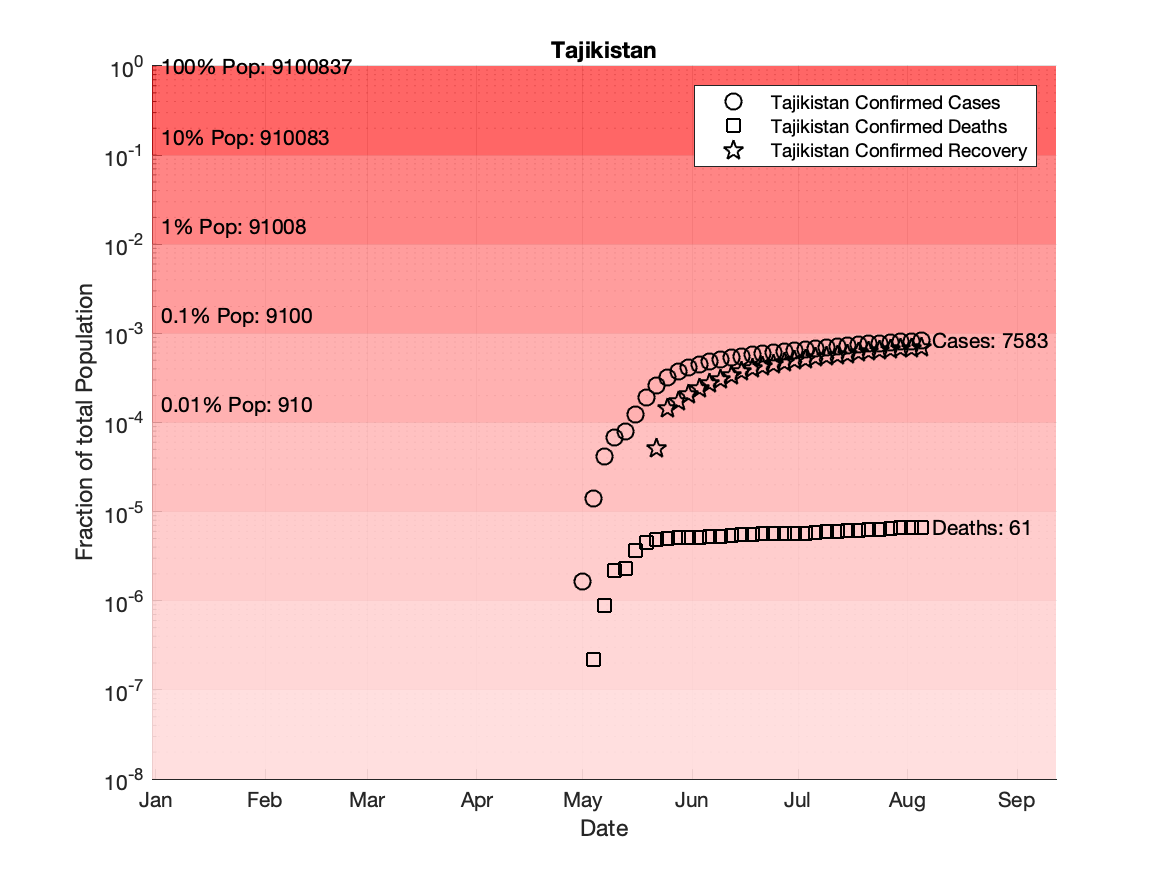 Tajikistan
10^0
100% Pop: 9100837
Tajikistan Confirmed Cases
Tajikistan Confirmed Deaths
Tajikistan Confirmed Recovery
10% Pop: 910083
10^-1
1% Pop: 91008
10^-2
0.1% Pop: 9100
10^-3
Cases: 7583
0.01% Pop: 910
10^-4
10^-5
Deaths: 61
10^-6
10^-7
10^-8
Fraction of total Population
Jan Feb Mar Apr May Jun Jul Aug Sep
Date